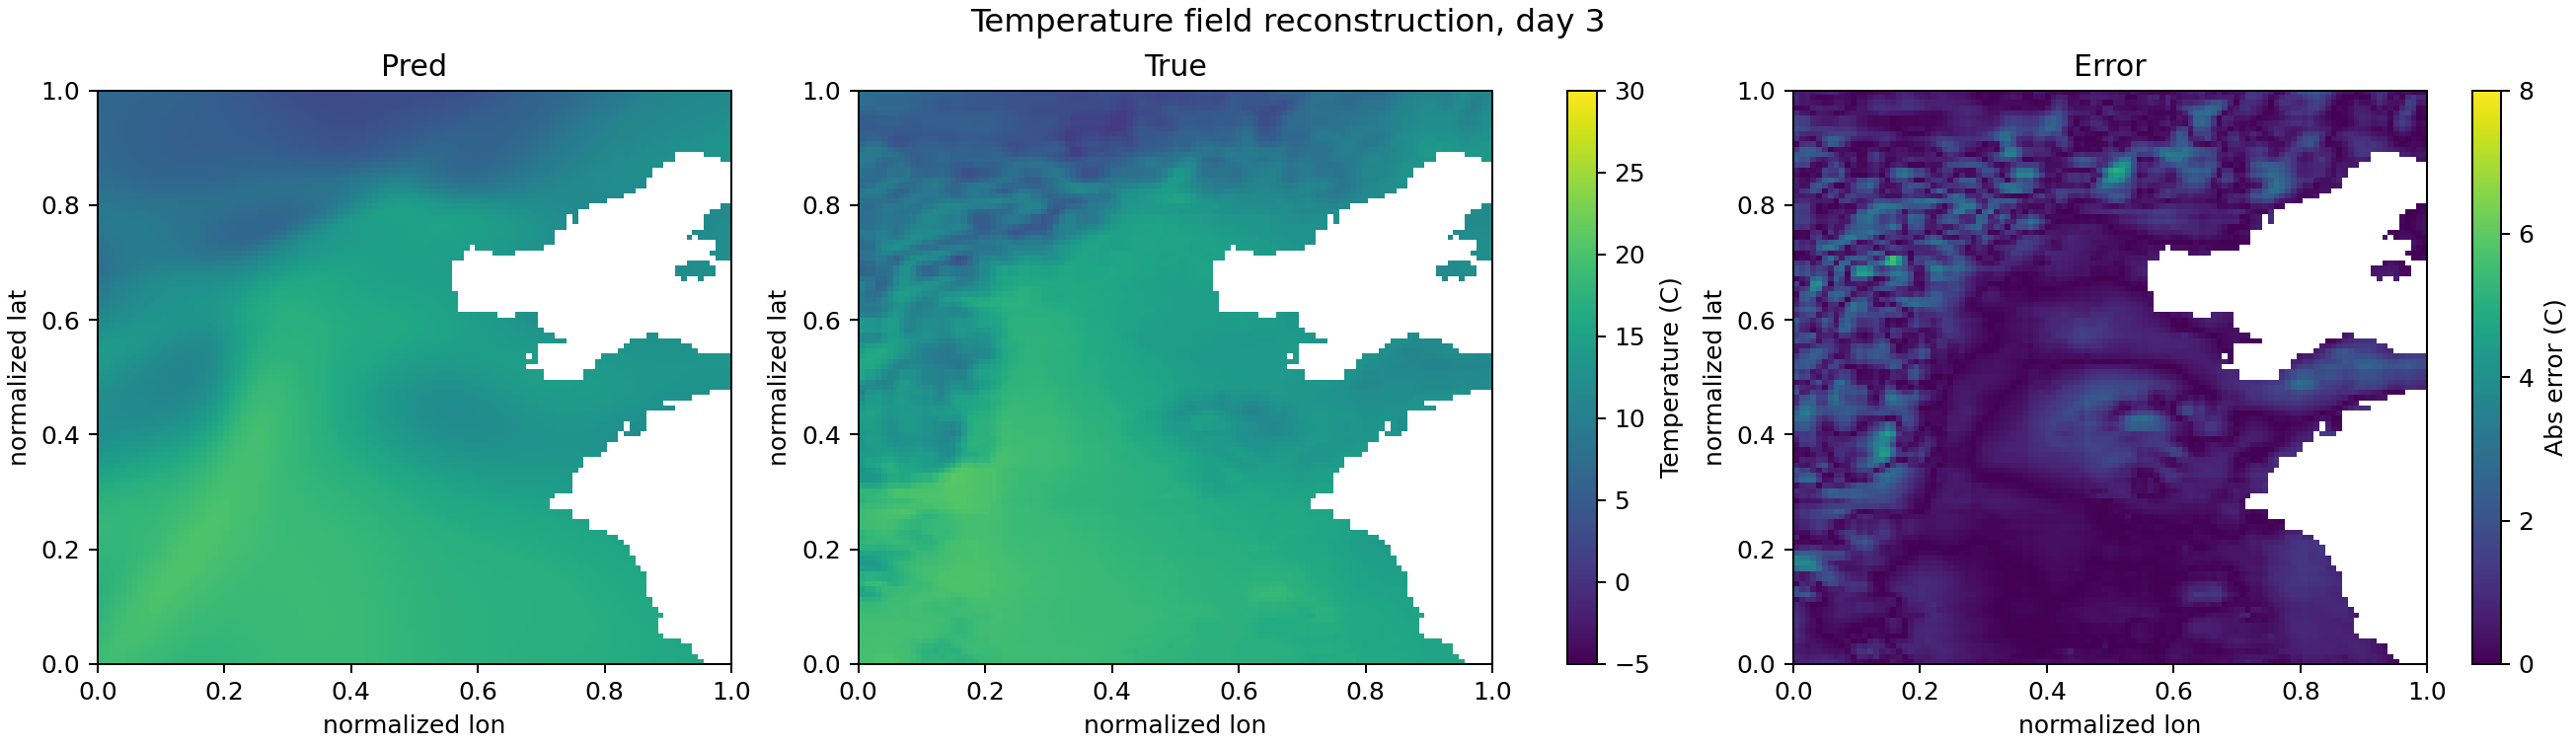 Temperature field reconstruction, day 3
Pred
1.0
0.8
0.6
0.4
0.2
0.0
normalized lat
0.0 0.2 0.4 0.6 0.8 1.0
normalized lon
True
1.0
0.8
0.6
0.4
0.2
0.0
normalized lat
0.0 0.2 0.4 0.6 0.8 1.0
normalized lon
30
25
20
15
10
5
0
−5
Temperature (C)
Error
1.0
0.8
0.6
0.4
0.2
0.0
normalized lat
0.0 0.2 0.4 0.6 0.8 1.0
normalized lon
8
6
4
2
0
Abs error (C)